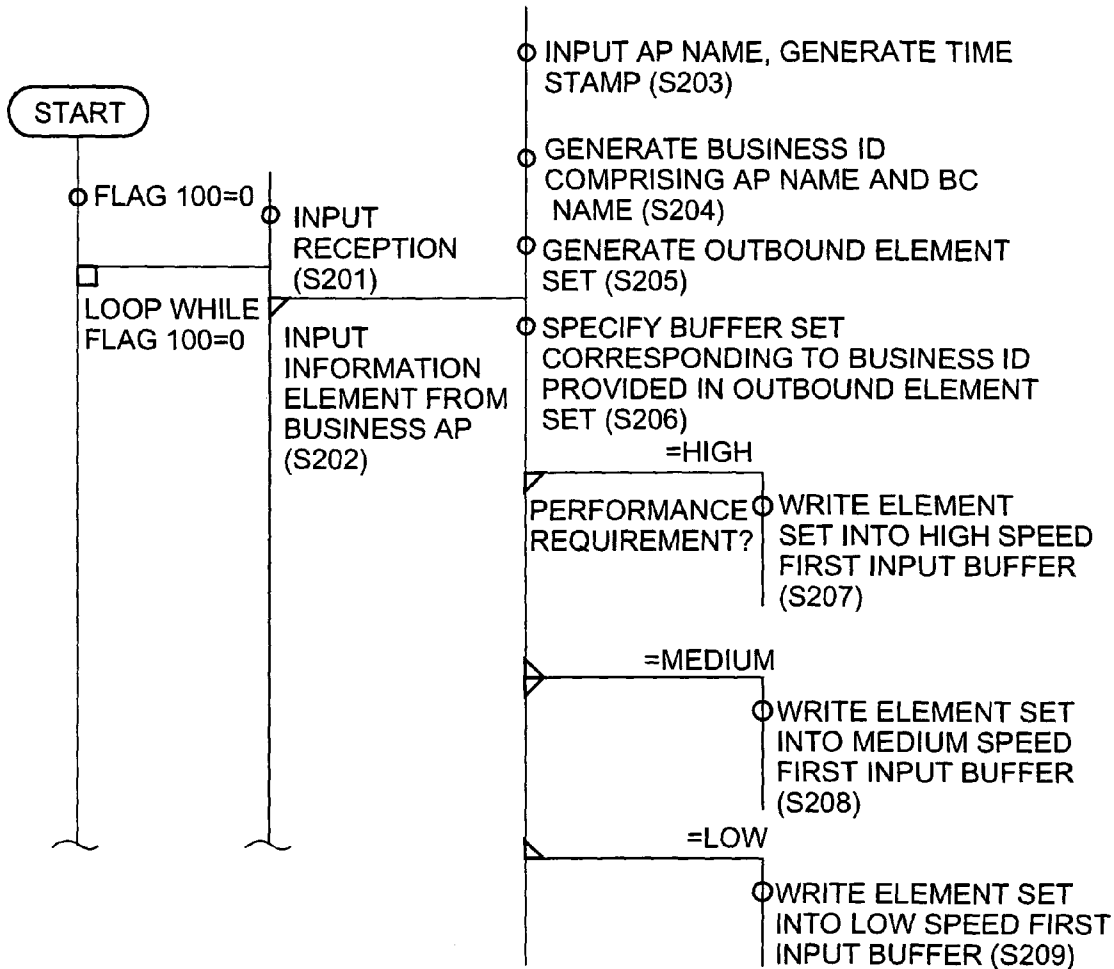 START
FLAG 100=0
LOOP WHILE
FLAG 100=0
INPUT
RECEPTION
(S201)
INPUT
INFORMATION
ELEMENT FROM
BUSINESS AP
(S202)
INPUT AP NAME, GENERATE TIME
STAMP (S203)
GENERATE BUSINESS ID
COMPRISING AP NAME AND BC
NAME (S204)
GENERATE OUTBOUND ELEMENT
SET (S205)
SPECIFY BUFFER SET
CORRESPONDING TO BUSINESS ID
PROVIDED IN OUTBOUND ELEMENT
SET (S206)
PERFORMANCE
REQUIREMENT?
=HIGH
WRITE ELEMENT
SET INTO HIGH SPEED
FIRST INPUT BUFFER
(S207)
=MEDIUM
WRITE ELEMENT SET
INTO MEDIUM SPEED
FIRST INPUT BUFFER
(S208)
=LOW
WRITE ELEMENT SET
INTO LOW SPEED FIRST
INPUT BUFFER (S209)